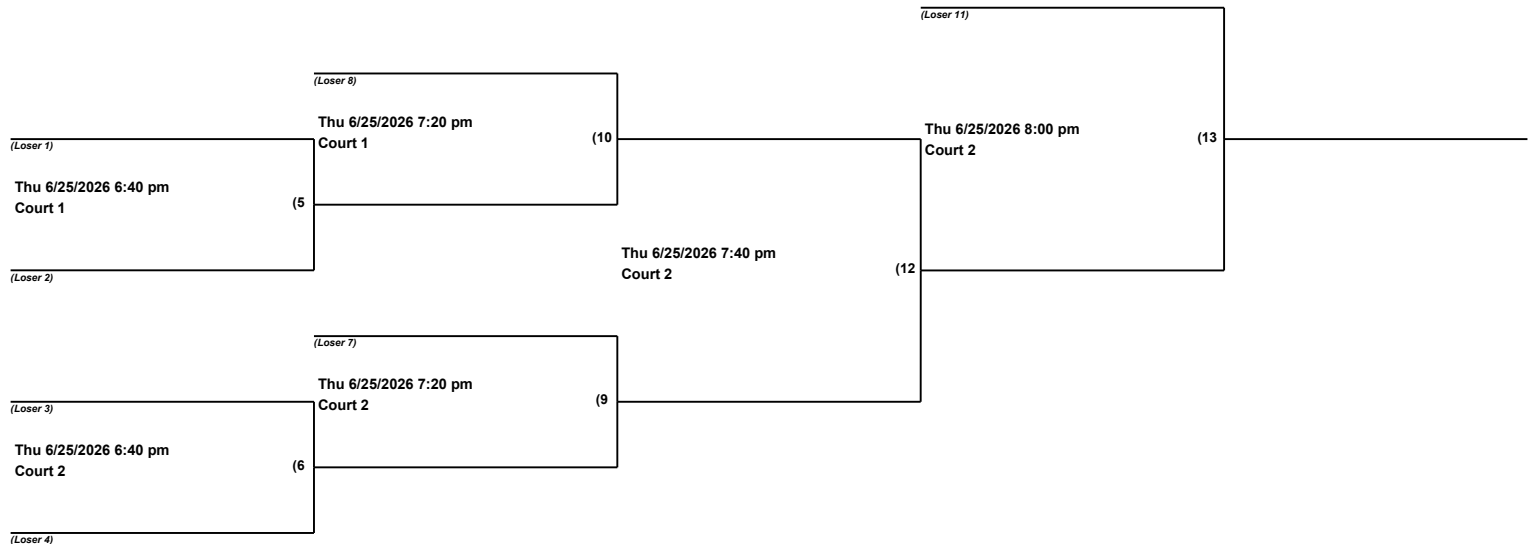 (Loser 11)
(Loser 8)
Thu 6/25/2026 7:20 pm
Court 1
(10
Thu 6/25/2026 8:00 pm
Court 2
(13
(Loser 1)
Thu 6/25/2026 6:40 pm
Court 1
(5
Thu 6/25/2026 7:40 pm
Court 2
(12
(Loser 2)
(Loser 7)
Thu 6/25/2026 7:20 pm
Court 2
(9
(Loser 3)
Thu 6/25/2026 6:40 pm
Court 2
(6
(Loser 4)